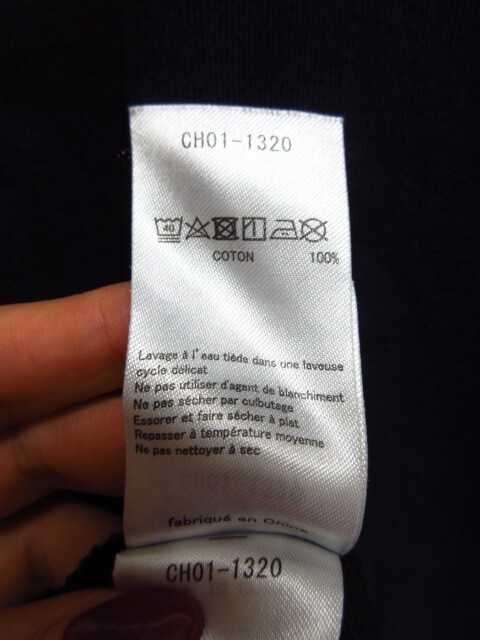 CH01-1320
40
COTON 100%
Lavage à l'eau tiède dans une laveuse
cycle délicat
Ne pas utiliser d'agent de blanchiment
Ne pas sécher par culbutage
Essorer et faire sécher à plat
Repasser à température moyenne
Ne pas nettoyer à sec
fabriqué en Chine
CH01-1320